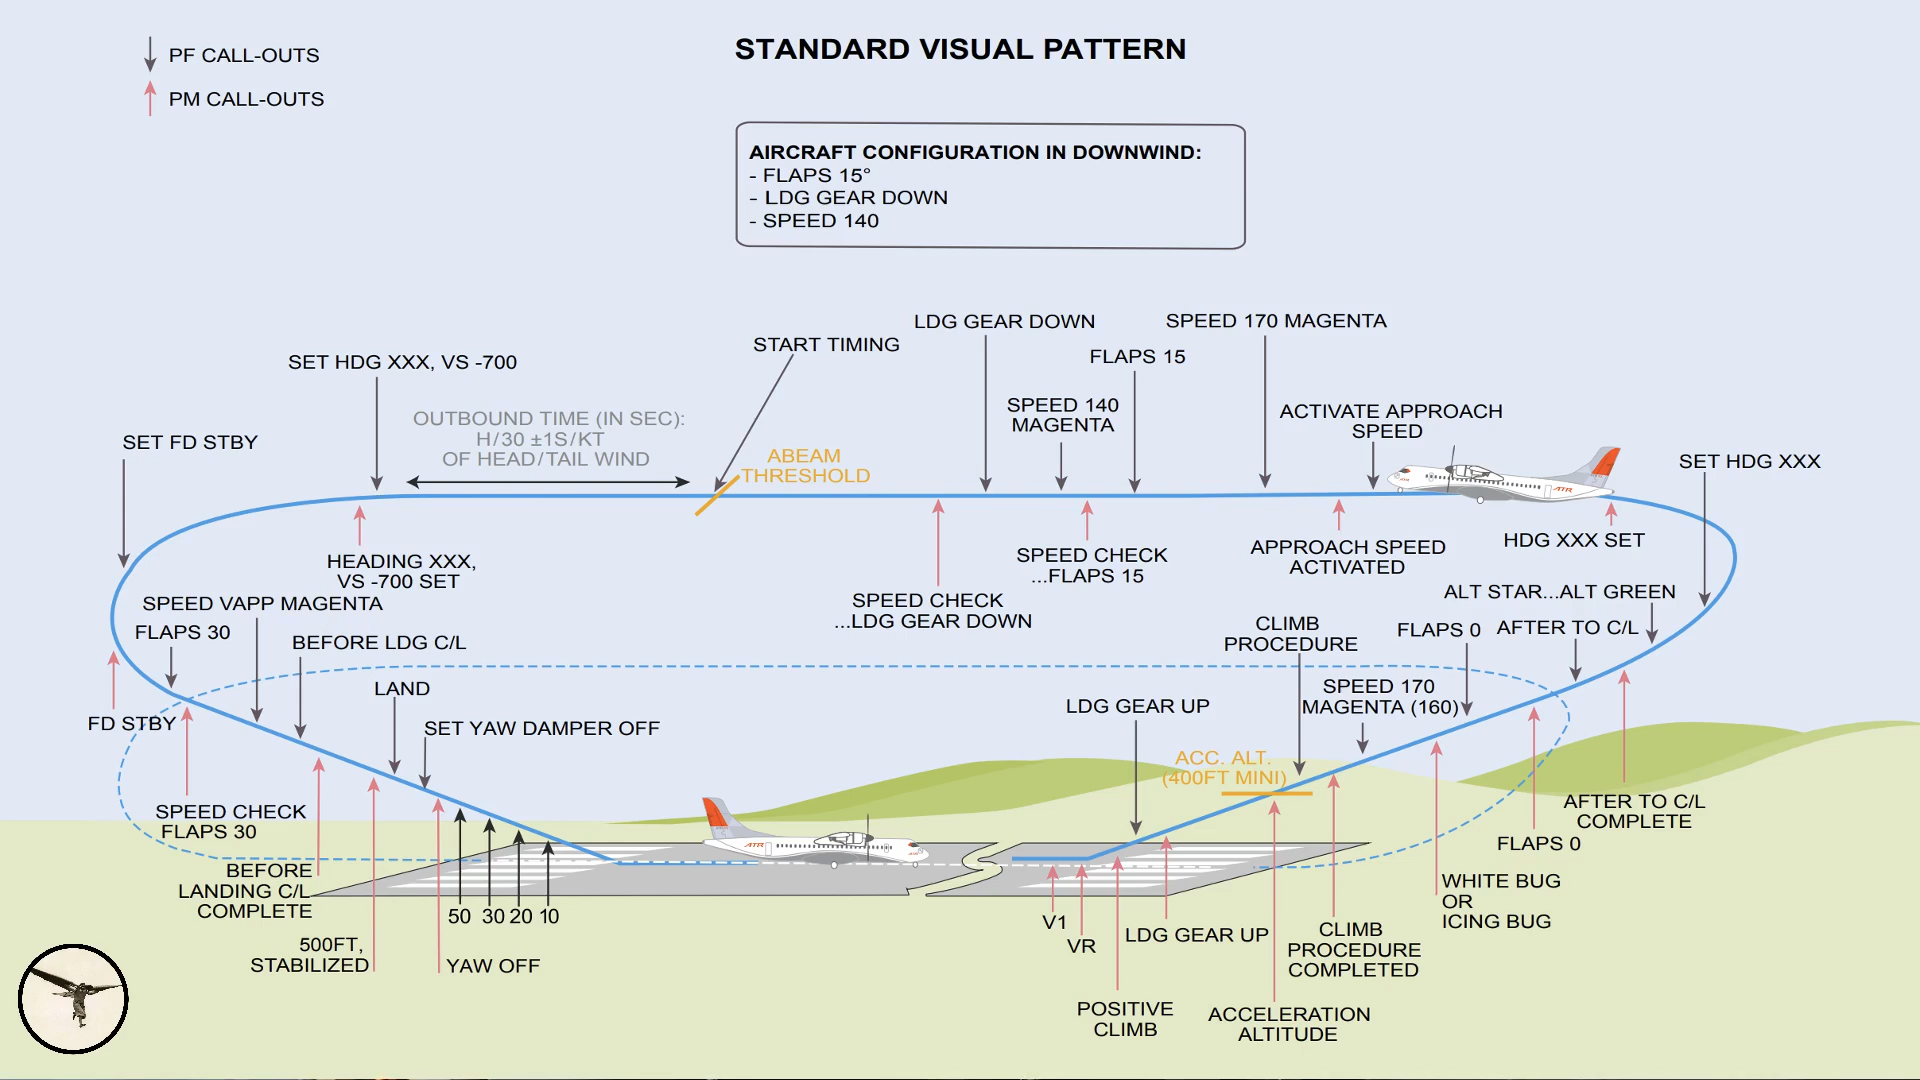 STANDARD VISUAL PATTERN
PF CALL-OUTS
PM CALL-OUTS
AIRCRAFT CONFIGURATION IN DOWNWIND:
- FLAPS 15°
- LDG GEAR DOWN
- SPEED 140
LDG GEAR DOWN
SPEED 170 MAGENTA
START TIMING
FLAPS 15
SET HDG XXX, VS -700
SPEED 140
MAGENTA
ACTIVATE APPROACH
SPEED
OUTBOUND TIME (IN SEC):
H/30 ±1S/KT
OF HEAD/TAIL WIND
SET FD STBY
ABEAM
THRESHOLD
SET HDG XXX
ATR
ATR
HEADING XXX,
VS -700 SET
SPEED CHECK
...FLAPS 15
APPROACH SPEED
ACTIVATED
HDG XXX SET
SPEED CHECK
...LDG GEAR DOWN
SPEED VAPP MAGENTA
FLAPS 30
BEFORE LDG C/L
LAND
SET YAW DAMPER OFF
FD STBY
CLIMB
PROCEDURE
FLAPS 0
ALT STAR...ALT GREEN
AFTER TO C/L
SPEED 170
MAGENTA (160)
LDG GEAR UP
ACC. ALT.
(400FT MINI)
SPEED CHECK
FLAPS 30
AFTER TO C/L
COMPLETE
FLAPS 0
ATR
ATR
BEFORE
LANDING C/L
COMPLETE
50
30
20
10
500FT,
STABILIZED
YAW OFF
V1
VR
LDG GEAR UP
CLIMB
PROCEDURE
COMPLETED
WHITE BUG
OR
ICING BUG
POSITIVE
CLIMB
ACCELERATION
ALTITUDE